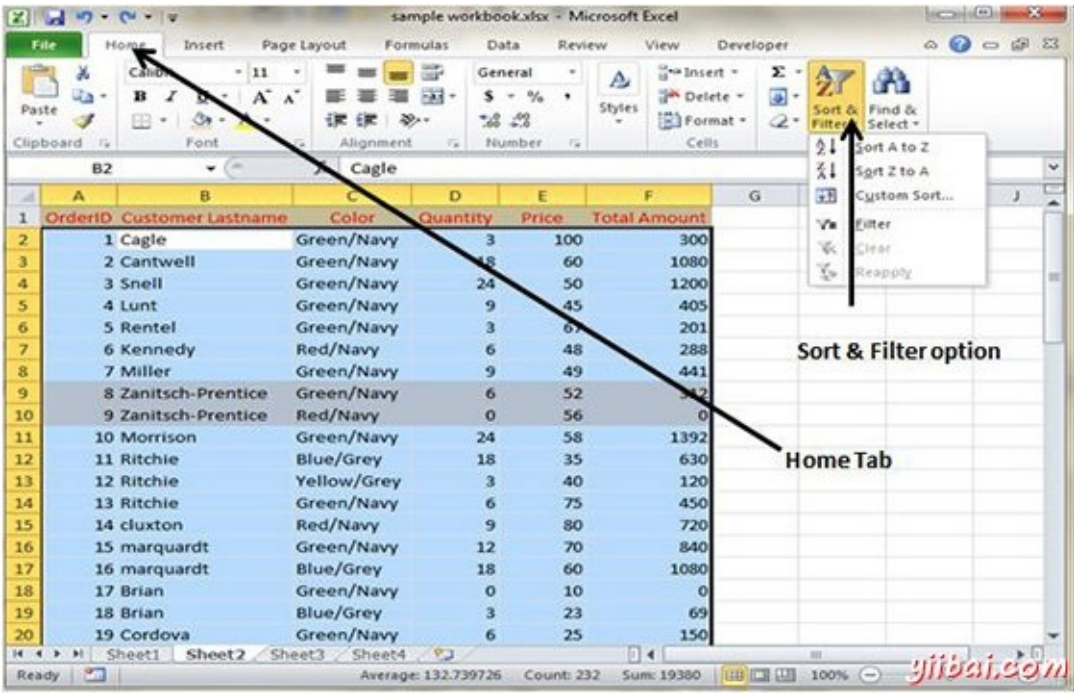 sample workbook.xlsx - Microsoft Excel
File Home Insert Page Layout Formulas Data Review View Developer
Calibri 11 General Insert Σ
Paste B I U A A $ % , Styles Delete Sort & Filter Find & Select
Format
Clipboard Font Alignment Number Cells
Sort A to Z
Sort Z to A
Custom Sort...
Filter
Clear
Reapply
B2 Cagle
A B C D E F G J
1 OrderID Customer Lastname Color Quantity Price Total Amount
2 1 Cagle Green/Navy 3 100 300
3 2 Cantwell Green/Navy 18 60 1080
4 3 Snell Green/Navy 24 50 1200
5 4 Lunt Green/Navy 9 45 405
6 5 Rentel Green/Navy 3 67 201
7 6 Kennedy Red/Navy 6 48 288
8 7 Miller Green/Navy 9 49 441
9 8 Zanitsch-Prentice Green/Navy 6 52 312
10 9 Zanitsch-Prentice Red/Navy 0 56 0
11 10 Morrison Green/Navy 24 58 1392
12 11 Ritchie Blue/Grey 18 35 630
13 12 Ritchie Yellow/Grey 3 40 120
14 13 Ritchie Green/Navy 6 75 450
15 14 cluxton Red/Navy 9 80 720
16 15 marquardt Green/Navy 12 70 840
17 16 marquardt Blue/Grey 18 60 1080
18 17 Brian Green/Navy 0 10 0
19 18 Brian Blue/Grey 3 23 69
20 19 Cordova Green/Navy 6 25 150
Sort & Filter option
Home Tab
Sheet1 Sheet2 Sheet3 Sheet4
Ready Average: 132.739726 Count: 232 Sum: 19380 100%
yiibai.com